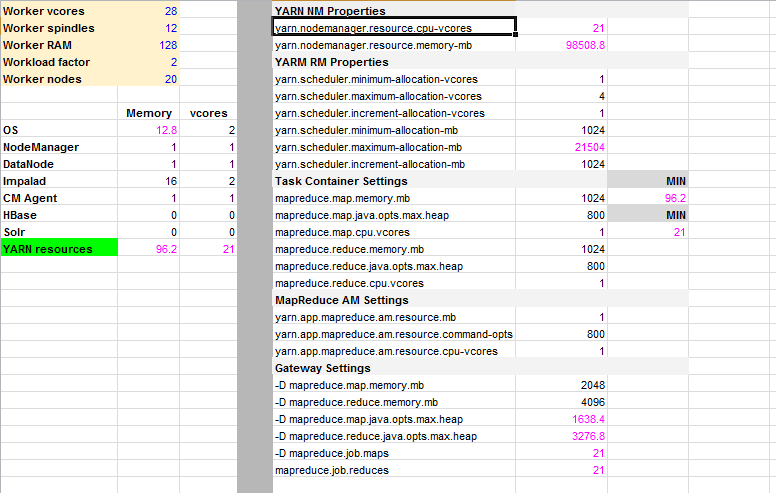 Worker vcores 28
Worker spindles 12
Worker RAM 128
Workload factor 2
Worker nodes 20
Memory vcores
OS 12.8 2
NodeManager 1 1
DataNode 1 1
Impalad 16 2
CM Agent 1 1
HBase 0 0
Solr 0 0
YARN resources 96.2 21
YARN NM Properties
yarn.nodemanager.resource.cpu-vcores 21
yarn.nodemanager.resource.memory-mb 98508.8
YARM RM Properties
yarn.scheduler.minimum-allocation-vcores 1
yarn.scheduler.maximum-allocation-vcores 4
yarn.scheduler.increment-allocation-vcores 1
yarn.scheduler.minimum-allocation-mb 1024
yarn.scheduler.maximum-allocation-mb 21504
yarn.scheduler.increment-allocation-mb 1024
Task Container Settings MIN
mapreduce.map.memory.mb 1024 96.2
mapreduce.map.java.opts.max.heap 800 MIN
mapreduce.map.cpu.vcores 1 21
mapreduce.reduce.memory.mb 1024
mapreduce.reduce.java.opts.max.heap 800
mapreduce.reduce.cpu.vcores 1
MapReduce AM Settings
yarn.app.mapreduce.am.resource.mb 1
yarn.app.mapreduce.am.resource.command-opts 800
yarn.app.mapreduce.am.resource.cpu-vcores 1
Gateway Settings
-D mapreduce.map.memory.mb 2048
-D mapreduce.reduce.memory.mb 4096
-D mapreduce.map.java.opts.max.heap 1638.4
-D mapreduce.reduce.java.opts.max.heap 3276.8
-D mapreduce.job.maps 21
mapreduce.job.reduces 21